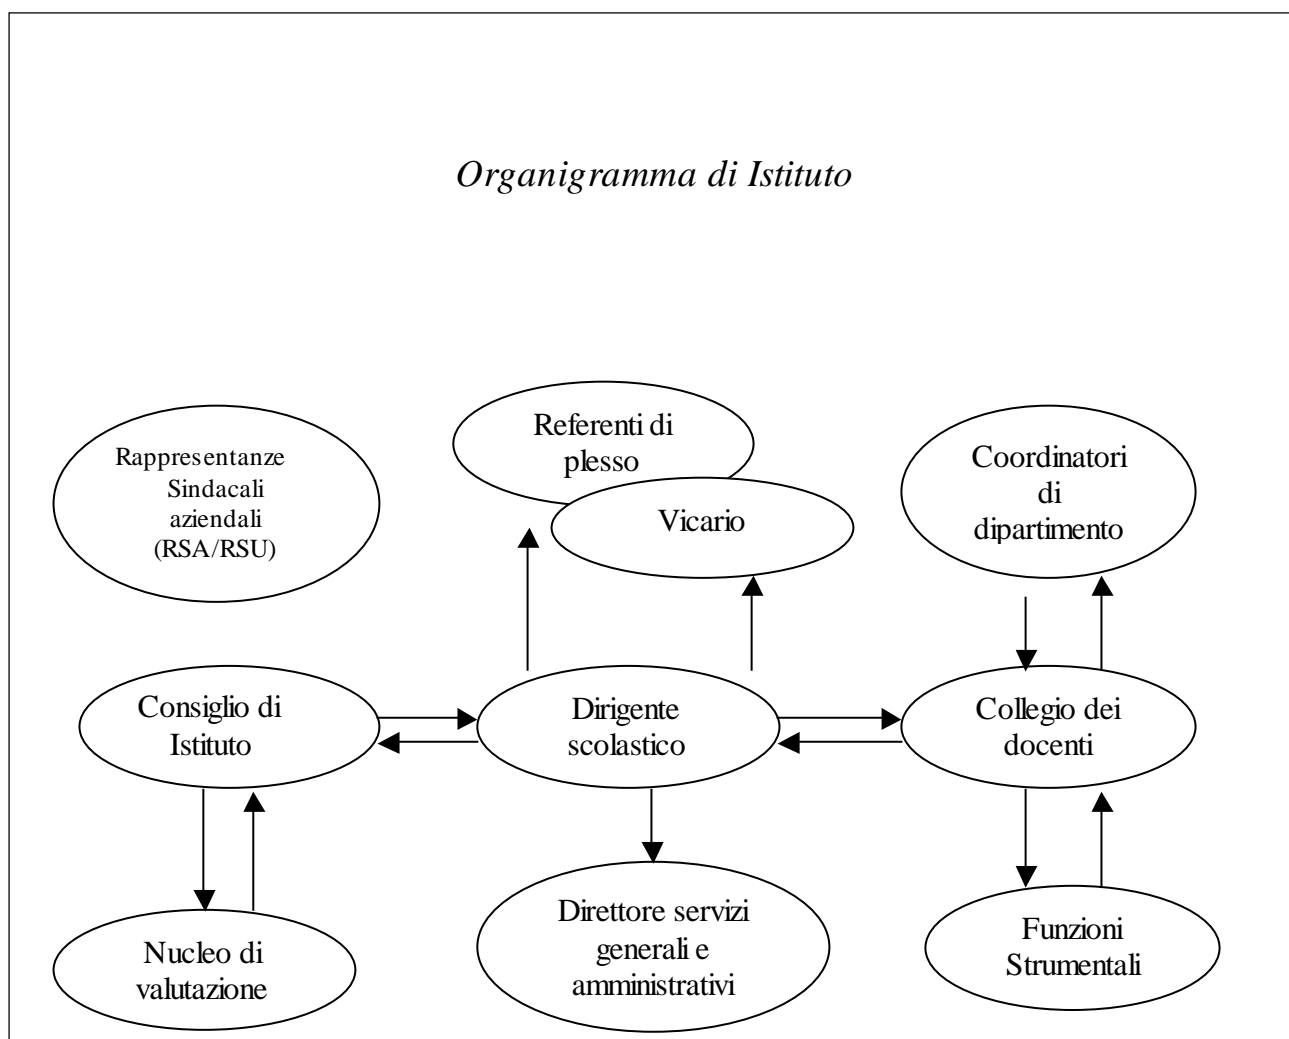 Organigramma di Istituto
Rappresentanze
Sindacali
aziendali
(RSA/RSU)
Referenti di
plesso
Vicario
Coordinatori
di
dipartimento
Consiglio di
Istituto
Dirigente
scolastico
Collegio dei
docenti
Nucleo di
valutazione
Direttore servizi
generali e
amministrativi
Funzioni
Strumentali